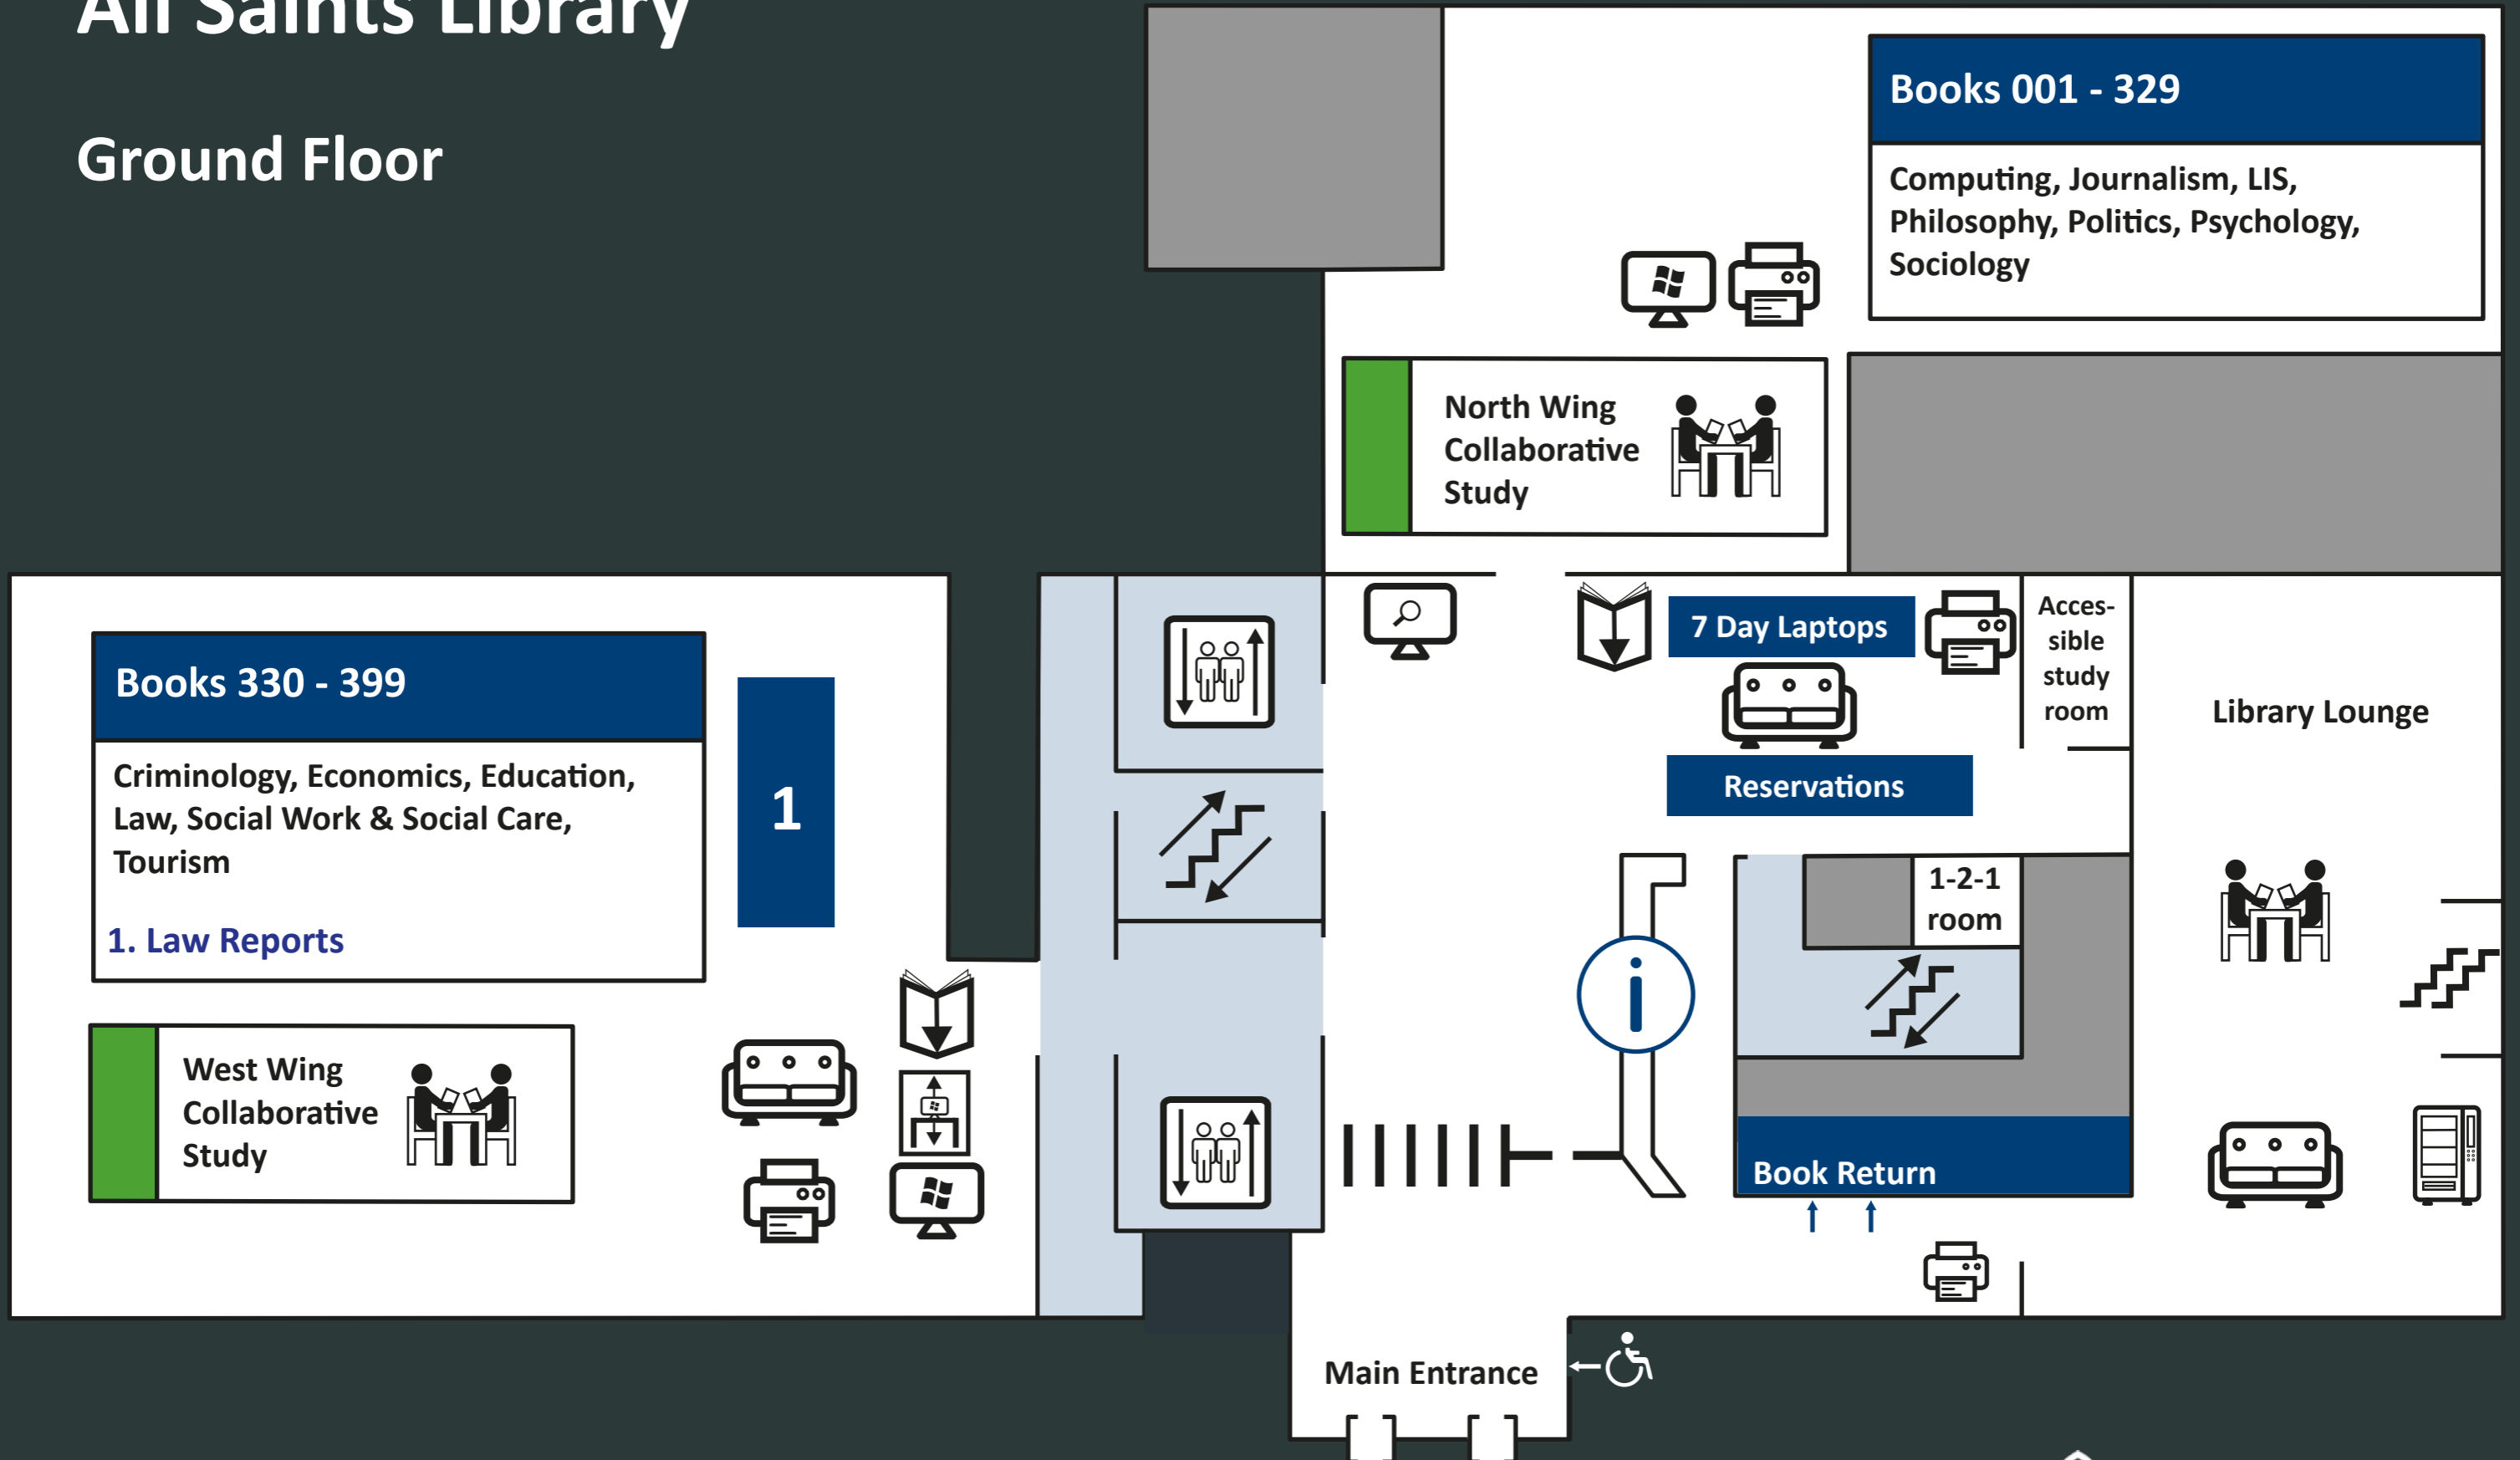 All Saints Library
Ground Floor
Books 001 - 329
Computing, Journalism, LIS,
Philosophy, Politics, Psychology,
Sociology
North Wing
Collaborative
Study
7 Day Laptops
Acces-
sible
study
room
Library Lounge
Reservations
Books 330 - 399
Criminology, Economics, Education,
Law, Social Work & Social Care,
Tourism
1. Law Reports
1
1-2-1
room
i
West Wing
Collaborative
Study
Book Return
Main Entrance